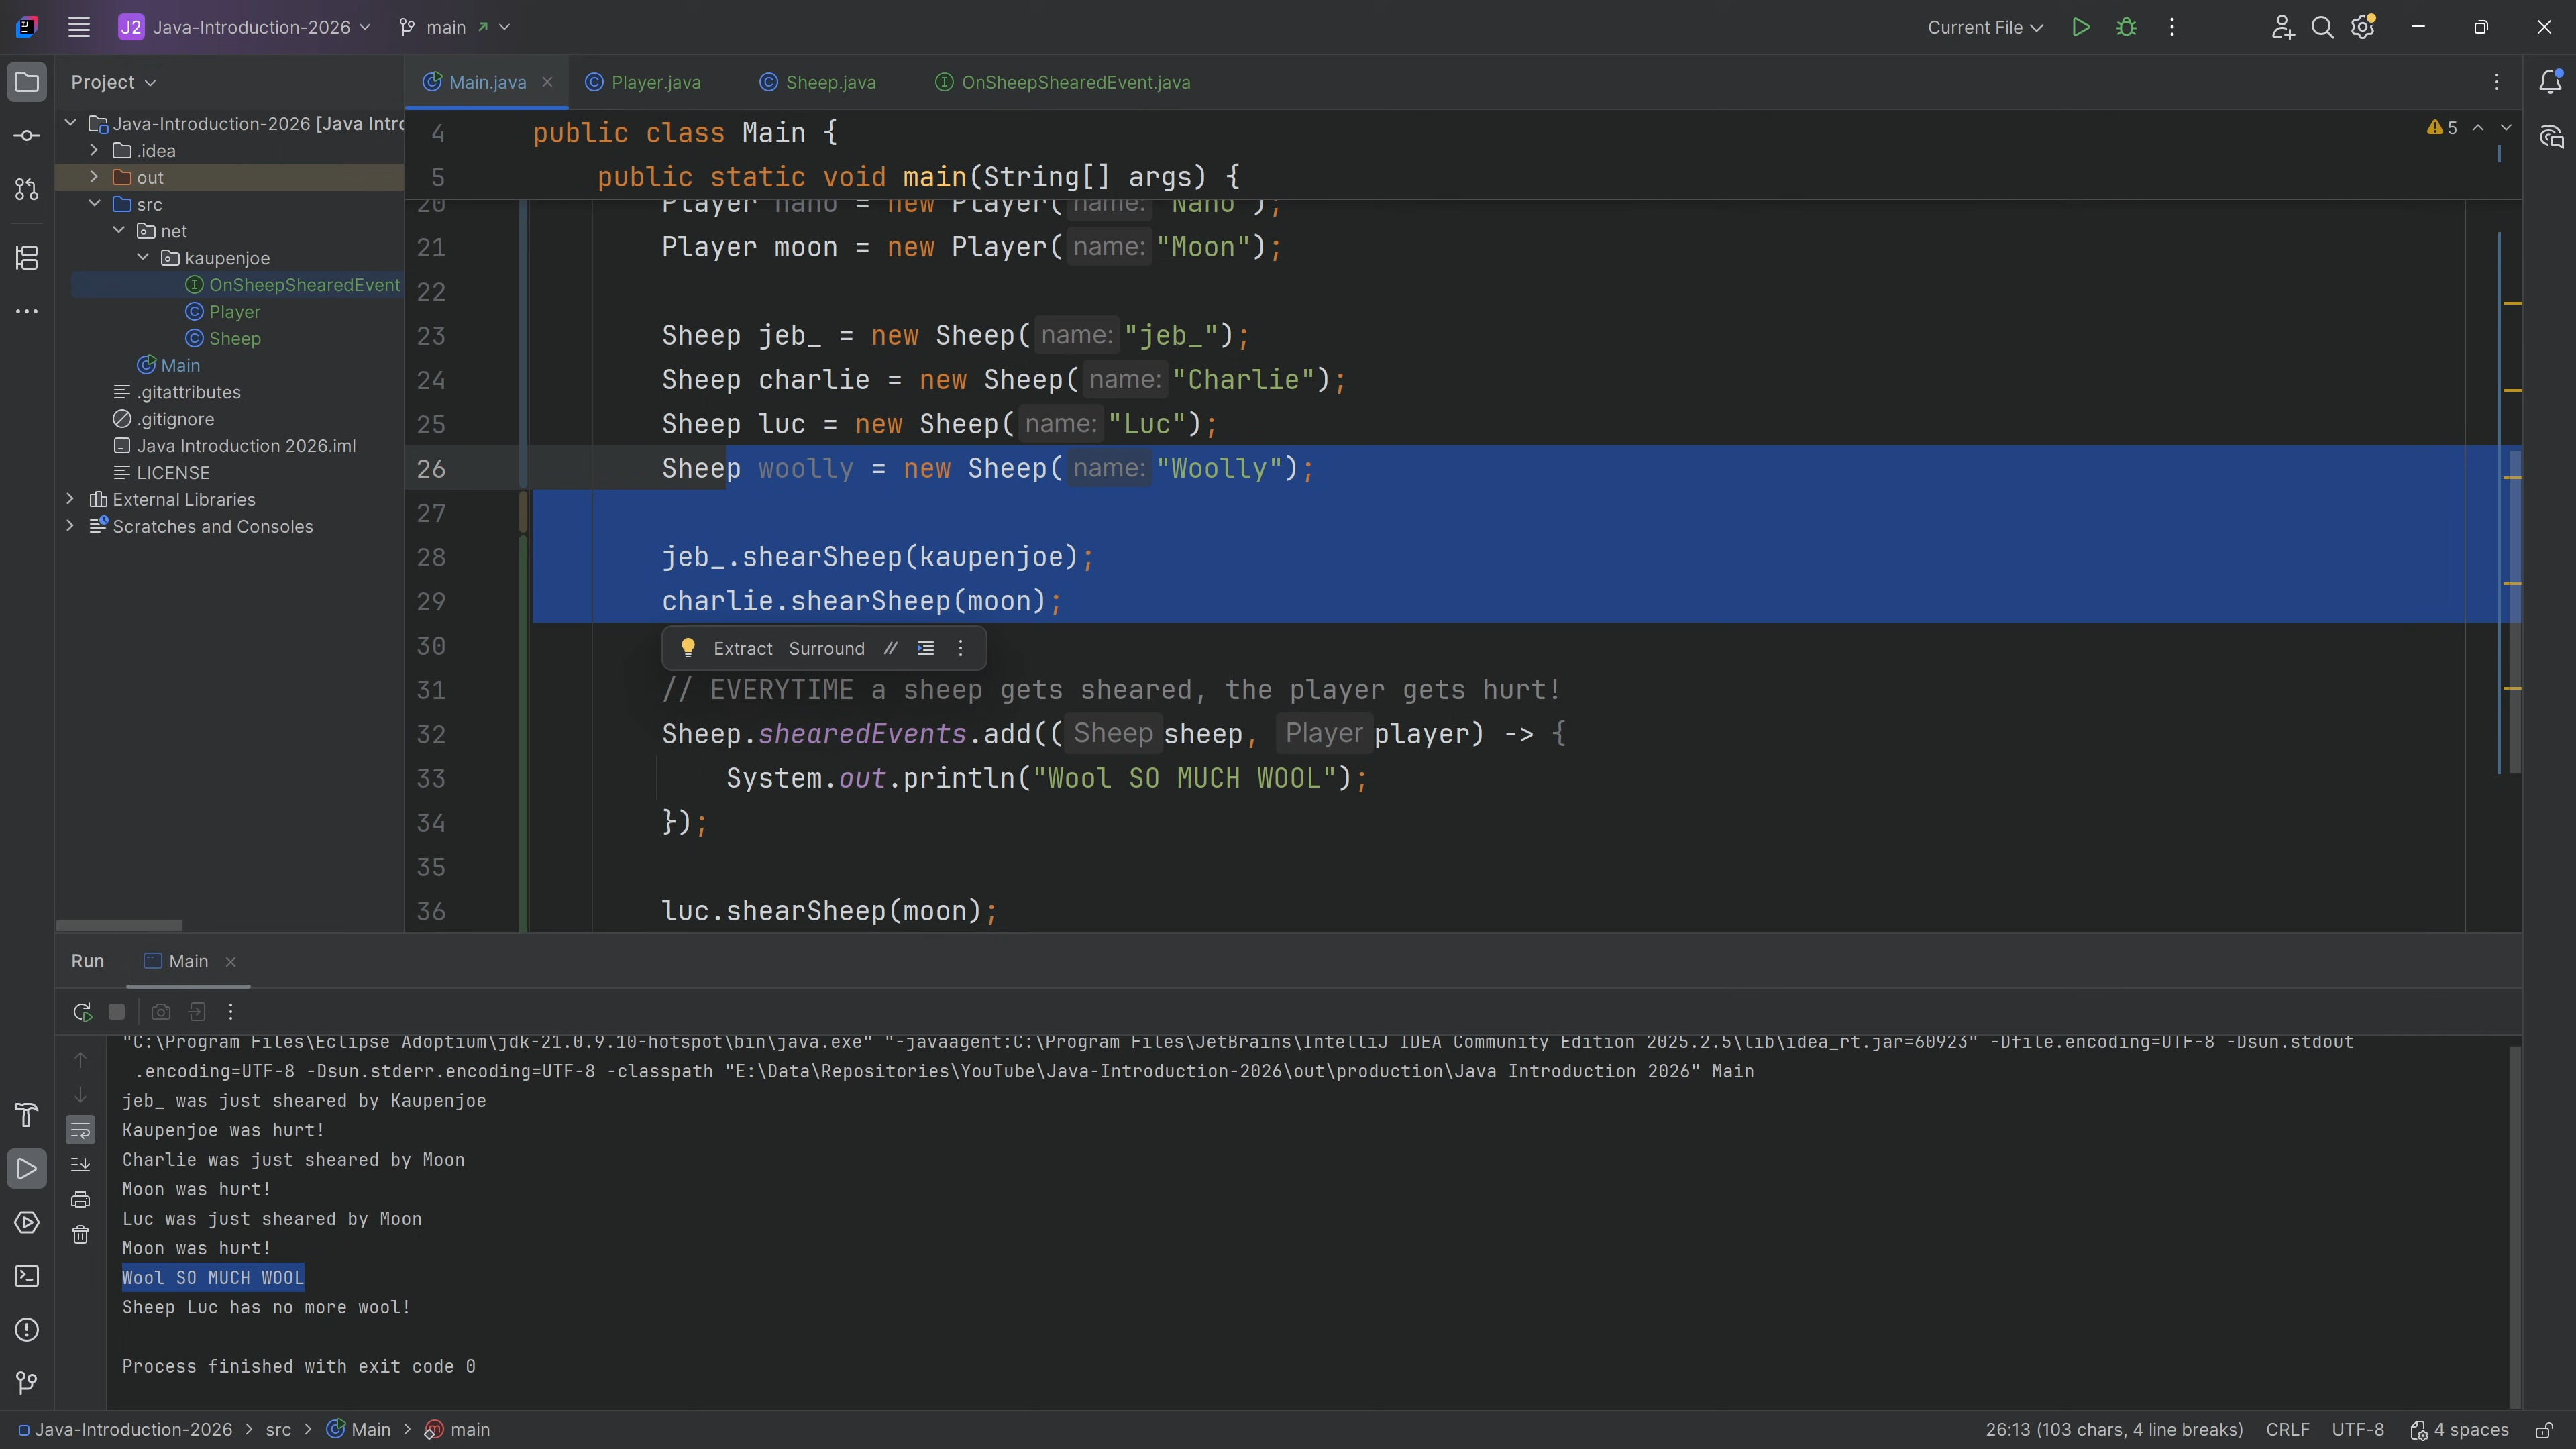 J2 Java-Introduction-2026
main
Current File
Project
Main.java
Player.java
Sheep.java
OnSheepShearedEvent.java
Java-Introduction-2026 [Java Intro
.idea
out
src
net
kaupenjoe
OnSheepShearedEvent
Player
Sheep
Main
.gitattributes
.gitignore
Java Introduction 2026.iml
LICENSE
External Libraries
Scratches and Consoles
5
4 public class Main {
5 public static void main(String[] args) {
20 Player nano = new Player( name: "Nano");
21 Player moon = new Player( name: "Moon");
22
23 Sheep jeb_ = new Sheep( name: "jeb_");
24 Sheep charlie = new Sheep( name: "Charlie");
25 Sheep luc = new Sheep( name: "Luc");
26 Sheep woolly = new Sheep( name: "Woolly");
27
28 jeb_.shearSheep(kaupenjoe);
29 charlie.shearSheep(moon);
30
Extract Surround //
31 // EVERYTIME a sheep gets sheared, the player gets hurt!
32 Sheep.shearedEvents.add(( Sheep sheep, Player player) -> {
33 System.out.println("Wool SO MUCH WOOL");
34 });
35
36 luc.shearSheep(moon);
Run
Main
"C:\Program Files\Eclipse Adoptium\jdk-21.0.9.10-hotspot\bin\java.exe" "-javaagent:C:\Program Files\JetBrains\IntelliJ IDEA Community Edition 2025.2.5\lib\idea_rt.jar=60923" -Dfile.encoding=UTF-8 -Dsun.stdout
.encoding=UTF-8 -Dsun.stderr.encoding=UTF-8 -classpath "E:\Data\Repositories\YouTube\Java-Introduction-2026\out\production\Java Introduction 2026" Main
jeb_ was just sheared by Kaupenjoe
Kaupenjoe was hurt!
Charlie was just sheared by Moon
Moon was hurt!
Luc was just sheared by Moon
Moon was hurt!
Wool SO MUCH WOOL
Sheep Luc has no more wool!
Process finished with exit code 0
Java-Introduction-2026 > src > Main > main
26:13 (103 chars, 4 line breaks)
CRLF
UTF-8
4 spaces